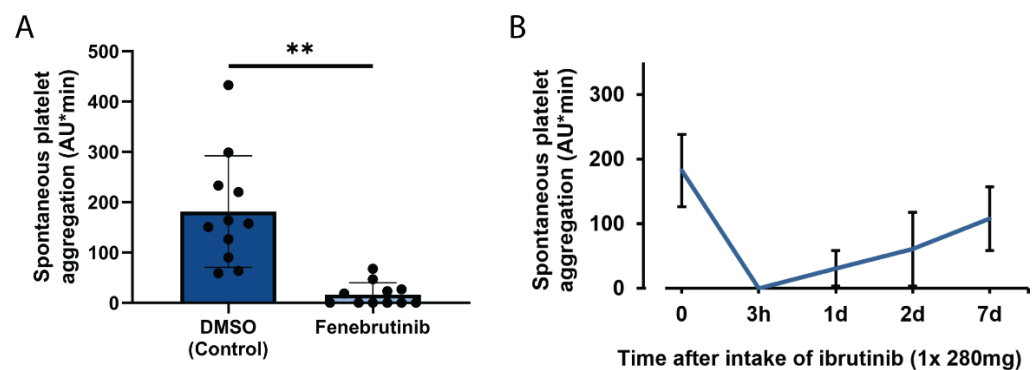 A
Spontaneous platelet
aggregation (AU*min)
500
400
300
200
100
0
**
DMSO
(Control)
Fenebrutinib
B
Spontaneous platelet
aggregation (AU*min)
300
200
100
0
0
3h
1d
2d
7d
Time after intake of ibrutinib (1x 280mg)